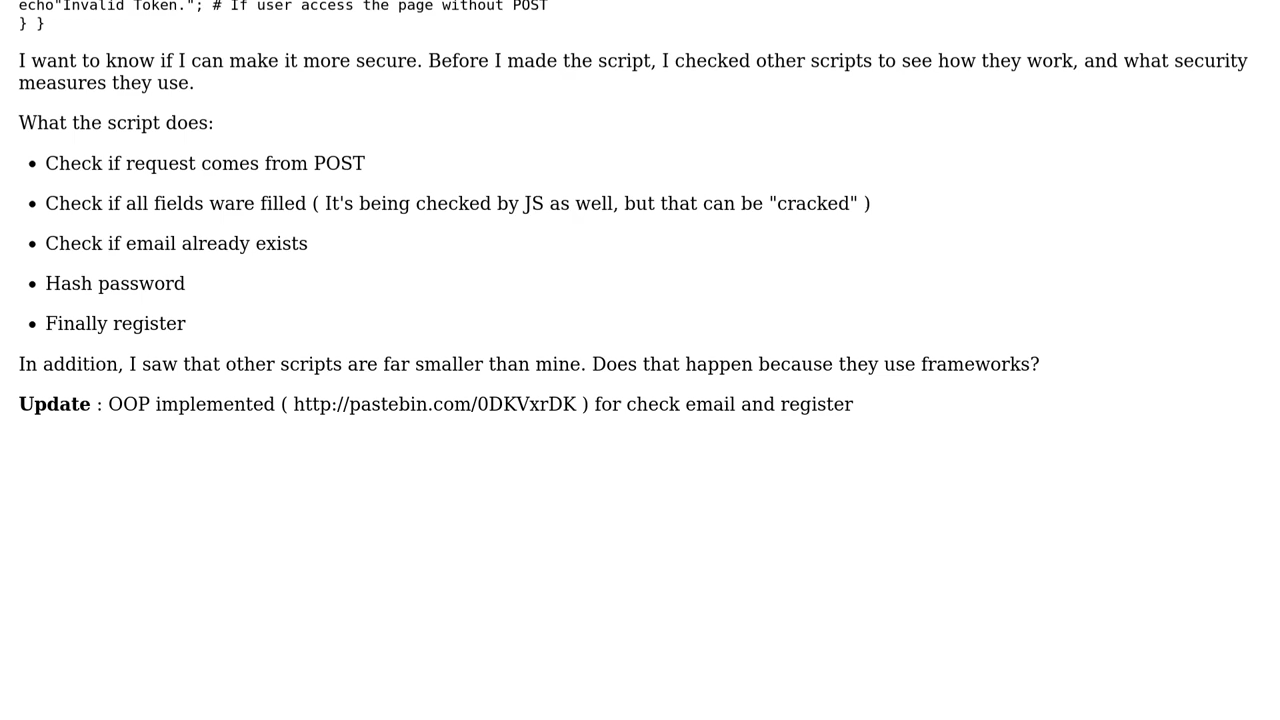 echo"Invalid Token."; # If user access the page without POST
} }
I want to know if I can make it more secure. Before I made the script, I checked other scripts to see how they work, and what security
measures they use.
What the script does:
• Check if request comes from POST
• Check if all fields ware filled ( It's being checked by JS as well, but that can be "cracked" )
• Check if email already exists
• Hash password
• Finally register
In addition, I saw that other scripts are far smaller than mine. Does that happen because they use frameworks?
Update : OOP implemented ( http://pastebin.com/0DKVxrDK ) for check email and register